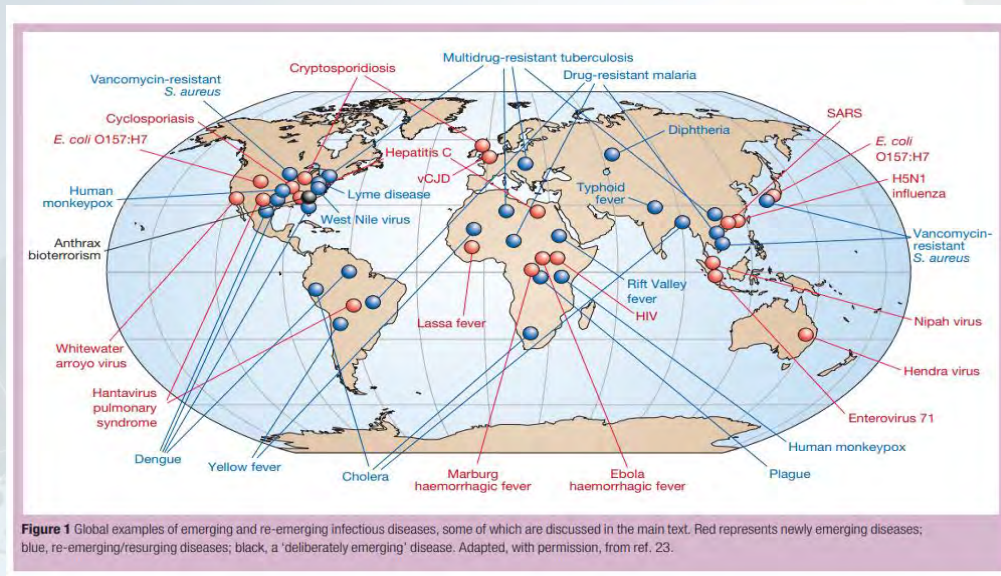 Cryptosporidiosis
Multidrug-resistant tuberculosis
Drug-resistant malaria
Vancomycin-resistant
S. aureus
Cyclosporiasis
E. coli O157:H7
Hepatitis C
vCJD
Diphtheria
SARS
E. coli
O157:H7
H5N1
influenza
Human
monkeypox
Lyme disease
West Nile virus
Typhoid
fever
Anthrax
bioterrorism
Vancomycin-
resistant
S. aureus
Rift Valley
fever
HIV
Lassa fever
Nipah virus
Whitewater
arroyo virus
Hendra virus
Hantavirus
pulmonary
syndrome
Enterovirus 71
Human monkeypox
Dengue
Yellow fever
Cholera
Marburg
haemorrhagic fever
Ebola
haemorrhagic fever
Plague
Figure 1 Global examples of emerging and re-emerging infectious diseases, some of which are discussed in the main text. Red represents newly emerging diseases;
blue, re-emerging/resurging diseases; black, a ‘deliberately emerging’ disease. Adapted, with permission, from ref. 23.